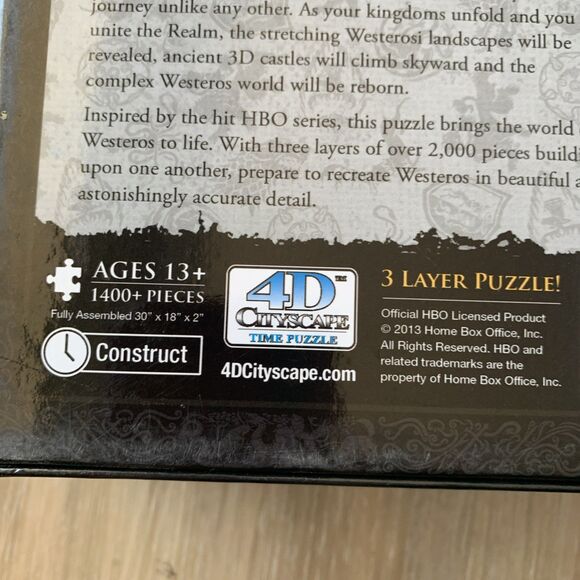 journey unlike any other. As your kingdoms unfold and you
unite the Realm, the stretching Westerosi landscapes will be
revealed, ancient 3D castles will climb skyward and the
complex Westeros world will be reborn.
Inspired by the hit HBO series, this puzzle brings the world
Westeros to life. With three layers of over 2,000 pieces build
upon one another, prepare to recreate Westeros in beautiful a
astonishingly accurate detail.
AGES 13+
1400+ PIECES
Fully Assembled 30" x 18" x 2"
Construct
4D™
CITYSCAPE
TIME PUZZLE
4DCityscape.com
3 LAYER PUZZLE!
Official HBO Licensed Product
© 2013 Home Box Office, Inc.
All Rights Reserved. HBO and
related trademarks are the
property of Home Box Office, Inc.